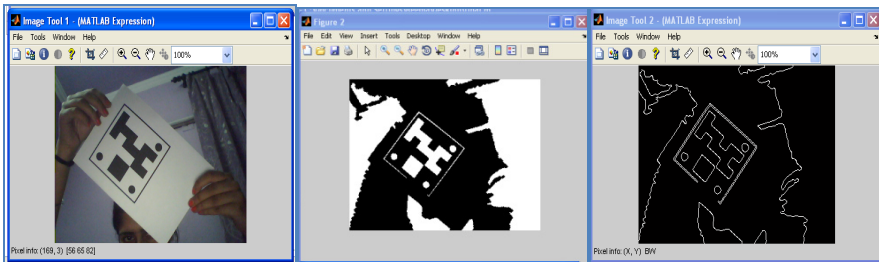 Image Tool 1 - (MATLAB Expression)
File Tools Window Help
100%
Pixel info: (169, 3) [56 65 82]
Figure 2
File Edit View Insert Tools Desktop Window Help
Image Tool 2 - (MATLAB Expression)
File Tools Window Help
100%
Pixel info: (X, Y) BW